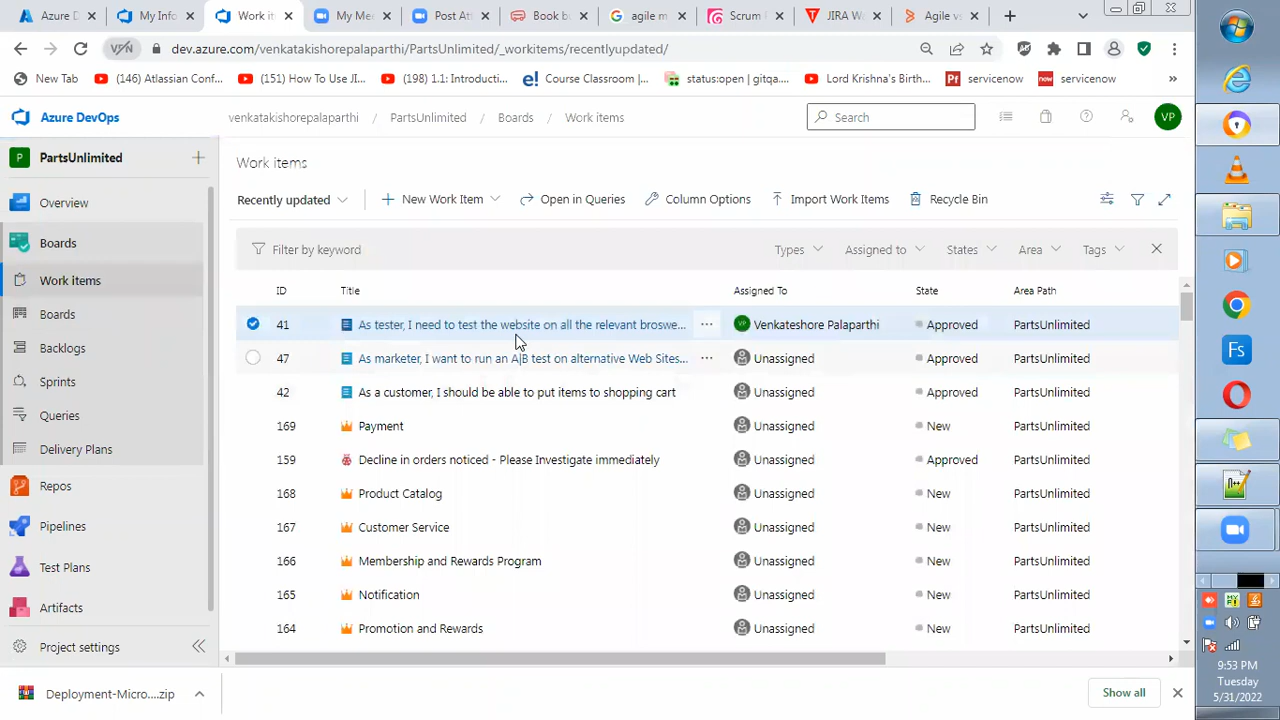 Azure D...
My Info
Work it...
My Me...
Post At...
Book b...
agile m
Scrum F
JIRA W...
Agile v
dev.azure.com/venkatakishorepalaparthi/PartsUnlimited/_workitems/recentlyupdated/
New Tab
(146) Atlassian Conf...
(151) How To Use JI...
(198) 1.1: Introducti...
Course Classroom |...
status:open | gitqa...
Lord Krishna's Birth...
servicenow
servicenow
Azure DevOps
venkatakishorepalaparthi / PartsUnlimited / Boards / Work items
Search
VP
P PartsUnlimited
Overview
Boards
Work items
Boards
Backlogs
Sprints
Queries
Delivery Plans
Repos
Pipelines
Test Plans
Artifacts
Project settings
Work items
Recently updated
New Work Item
Open in Queries
Column Options
Import Work Items
Recycle Bin
Filter by keyword
Types
Assigned to
States
Area
Tags
ID Title Assigned To State Area Path
41 As tester, I need to test the website on all the relevant broswe... VP Venkateshore Palaparthi Approved PartsUnlimited
47 As marketer, I want to run an A|B test on alternative Web Sites... Unassigned Approved PartsUnlimited
42 As a customer, I should be able to put items to shopping cart Unassigned Approved PartsUnlimited
169 Payment Unassigned New PartsUnlimited
159 Decline in orders noticed - Please Investigate immediately Unassigned Approved PartsUnlimited
168 Product Catalog Unassigned New PartsUnlimited
167 Customer Service Unassigned New PartsUnlimited
166 Membership and Rewards Program Unassigned New PartsUnlimited
165 Notification Unassigned New PartsUnlimited
164 Promotion and Rewards Unassigned New PartsUnlimited
Deployment-Micro....zip
Show all
Fs
9:53 PM
Tuesday
5/31/2022